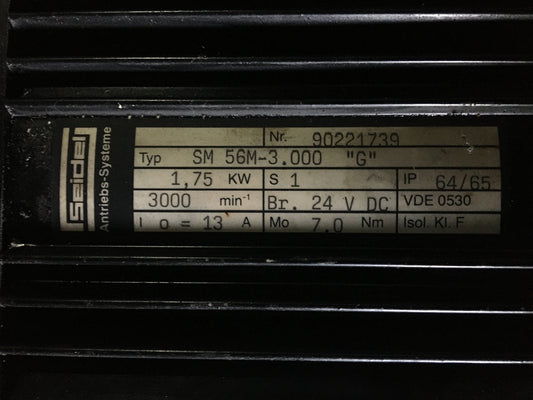 Seidel
Antriebs-Systeme
Nr. 90221739
Typ SM 56M-3.000 "G"
1,75 KW S 1 IP 64/65
3000 min-1 Br. 24 V DC VDE 0530
I o = 13 A Mo 7.0 Nm Isol. Kl. F